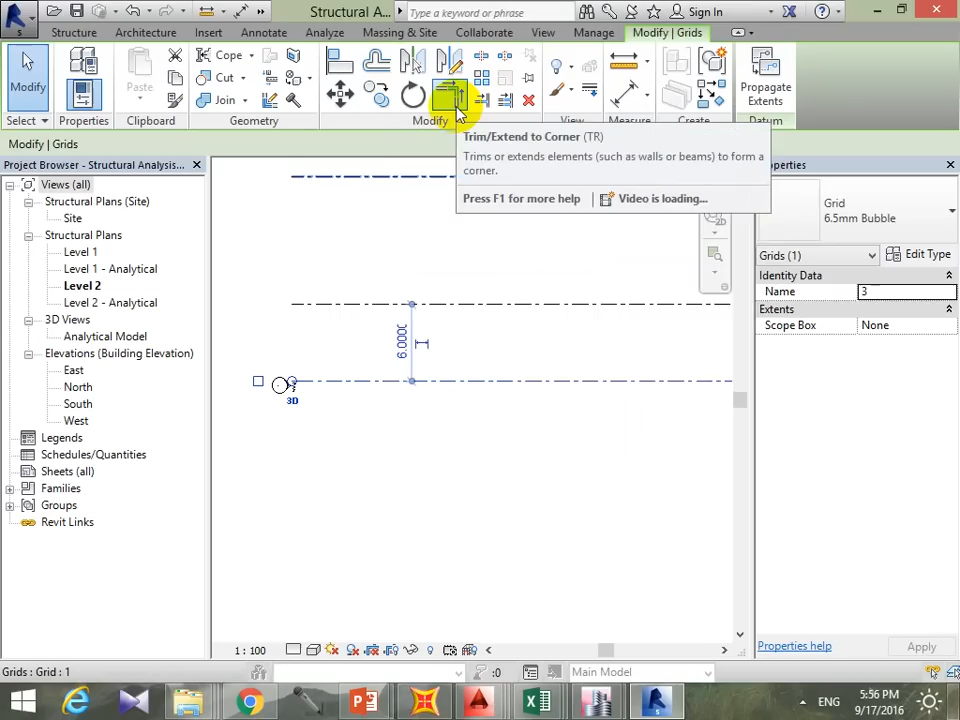 Structural A...
Type a keyword or phrase
Sign In
Structure
Architecture
Insert
Annotate
Analyze
Massing & Site
Collaborate
View
Manage
Modify | Grids
Modify
Paste
Cope
Cut
Join
Propagate
Extents
Select
Properties
Geometry
Modify
View
Measure
Create
Datum
Modify | Grids
Trim/Extend to Corner (TR)
Trims or extends elements (such as walls or beams) to form a
corner.
Press F1 for more help
Video is loading...
Project Browser - Structural Analysis...
Views (all)
Structural Plans (Site)
Site
Structural Plans
Level 1
Level 1 - Analytical
Level 2
Level 2 - Analytical
3D Views
Analytical Model
Elevations (Building Elevation)
East
North
South
West
Legends
Schedules/Quantities
Sheets (all)
Families
Groups
Revit Links
2D
6.0000
3D
1 : 100
operties
Grid
6.5mm Bubble
Grids (1)
Edit Type
Identity Data
Name
3
Extents
Scope Box
None
Properties help
Apply
Grids : Grid : 1
:0
Main Model
ENG
5:56 PM
9/17/2016